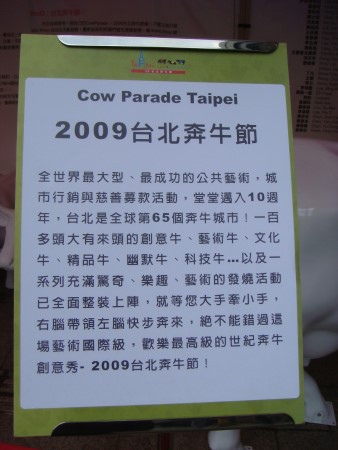 Cow Parade Taipei
2009台北奔牛節
全世界最大型、最成功的公共藝術，城
市行銷與慈善募款活動，堂堂邁入10週
年，台北是全球第65個奔牛城市！一百
多頭大有來頭的創意牛、藝術牛、文化
牛、精品牛、幽默牛、科技牛...以及一
系列充滿驚奇、樂趣、藝術的發燒活動
已全面整裝上陣，就等您大手牽小手，
右腦帶領左腦快步奔來，絕不能錯過這
場藝術國際級，歡樂最高級的世紀奔牛
創意秀- 2009台北奔牛節！